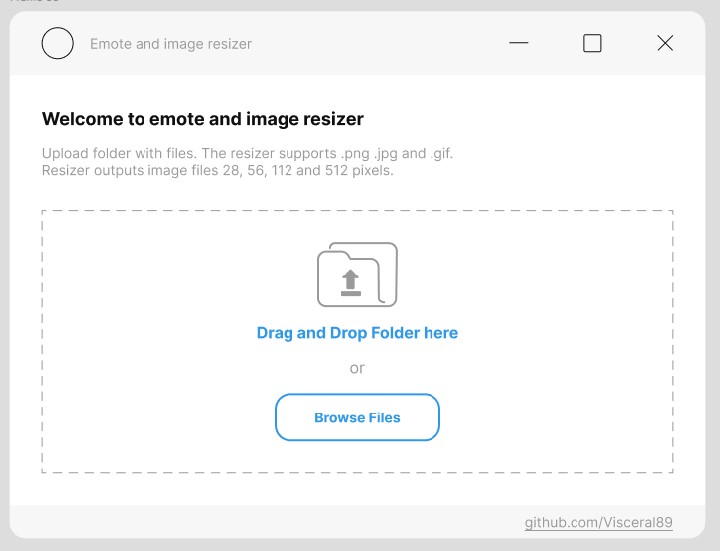 Emote and image resizer
Welcome to emote and image resizer
Upload folder with files. The resizer supports .png .jpg and .gif.
Resizer outputs image files 28, 56, 112 and 512 pixels.
Drag and Drop Folder here
or
Browse Files
github.com/Visceral89